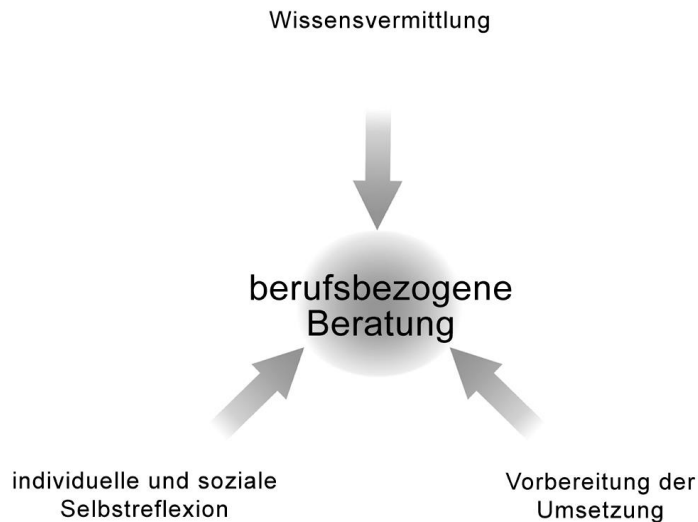 Wissensvermittlung
berufsbezogene
Beratung
individuelle und soziale
Selbstreflexion
Vorbereitung der
Umsetzung